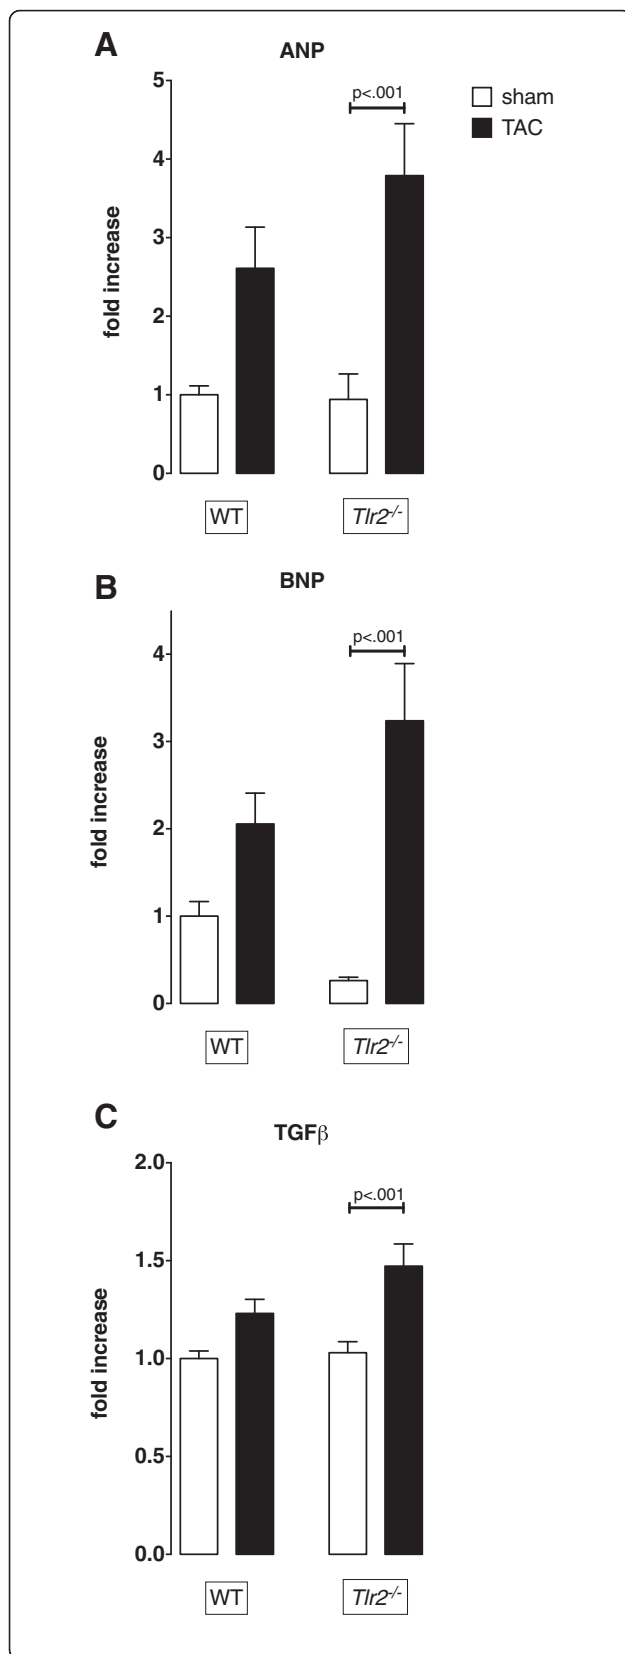 A
ANP
5
4
3
2
1
0
fold increase
p<.001
sham
TAC
WT
Tlr2-/-
B
BNP
4
3
2
1
0
fold increase
p<.001
WT
Tlr2-/-
C
TGFβ
2.0
1.5
1.0
0.5
0.0
fold increase
p<.001
WT
Tlr2-/-